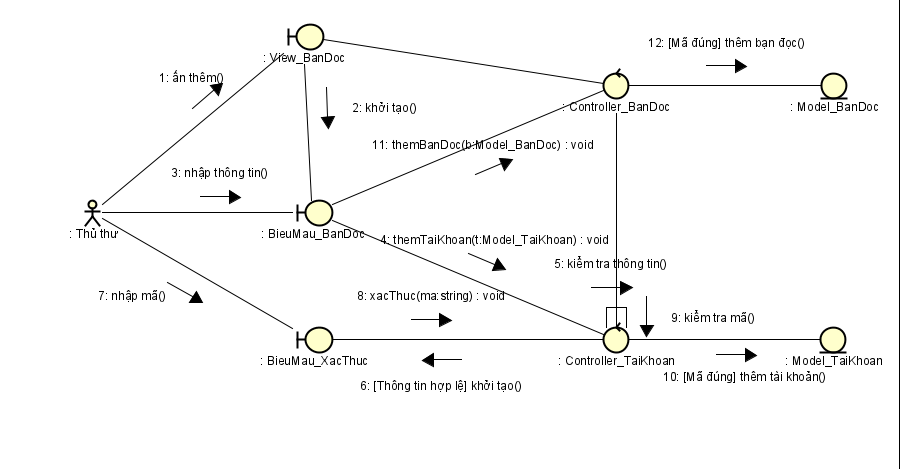 12: [Mã đúng] thêm bạn đọc()
: View_BanDoc
1: ấn thêm()
2: khởi tạo()
: Controller_BanDoc
: Model_BanDoc
11: themBanDoc(b:Model_BanDoc) : void
3: nhập thông tin()
: Thủ thư
: BieuMau_BanDoc
4: themTaiKhoan(t:Model_TaiKhoan) : void
5: kiểm tra thông tin()
7: nhập mã()
8: xacThuc(ma:string) : void
9: kiểm tra mã()
: BieuMau_XacThuc
: Controller_TaiKhoan
: Model_TaiKhoan
10: [Mã đúng] thêm tài khoản()
6: [Thông tin hợp lệ] khởi tạo()